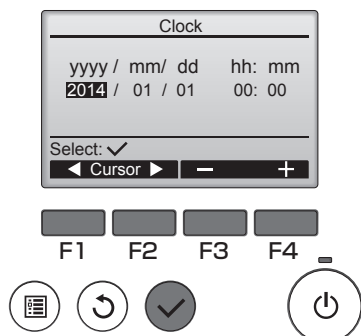 Clock
yyyy / mm/ dd hh: mm
2014 / 01 / 01 00: 00
Select:
Cursor − +
F1 F2 F3 F4